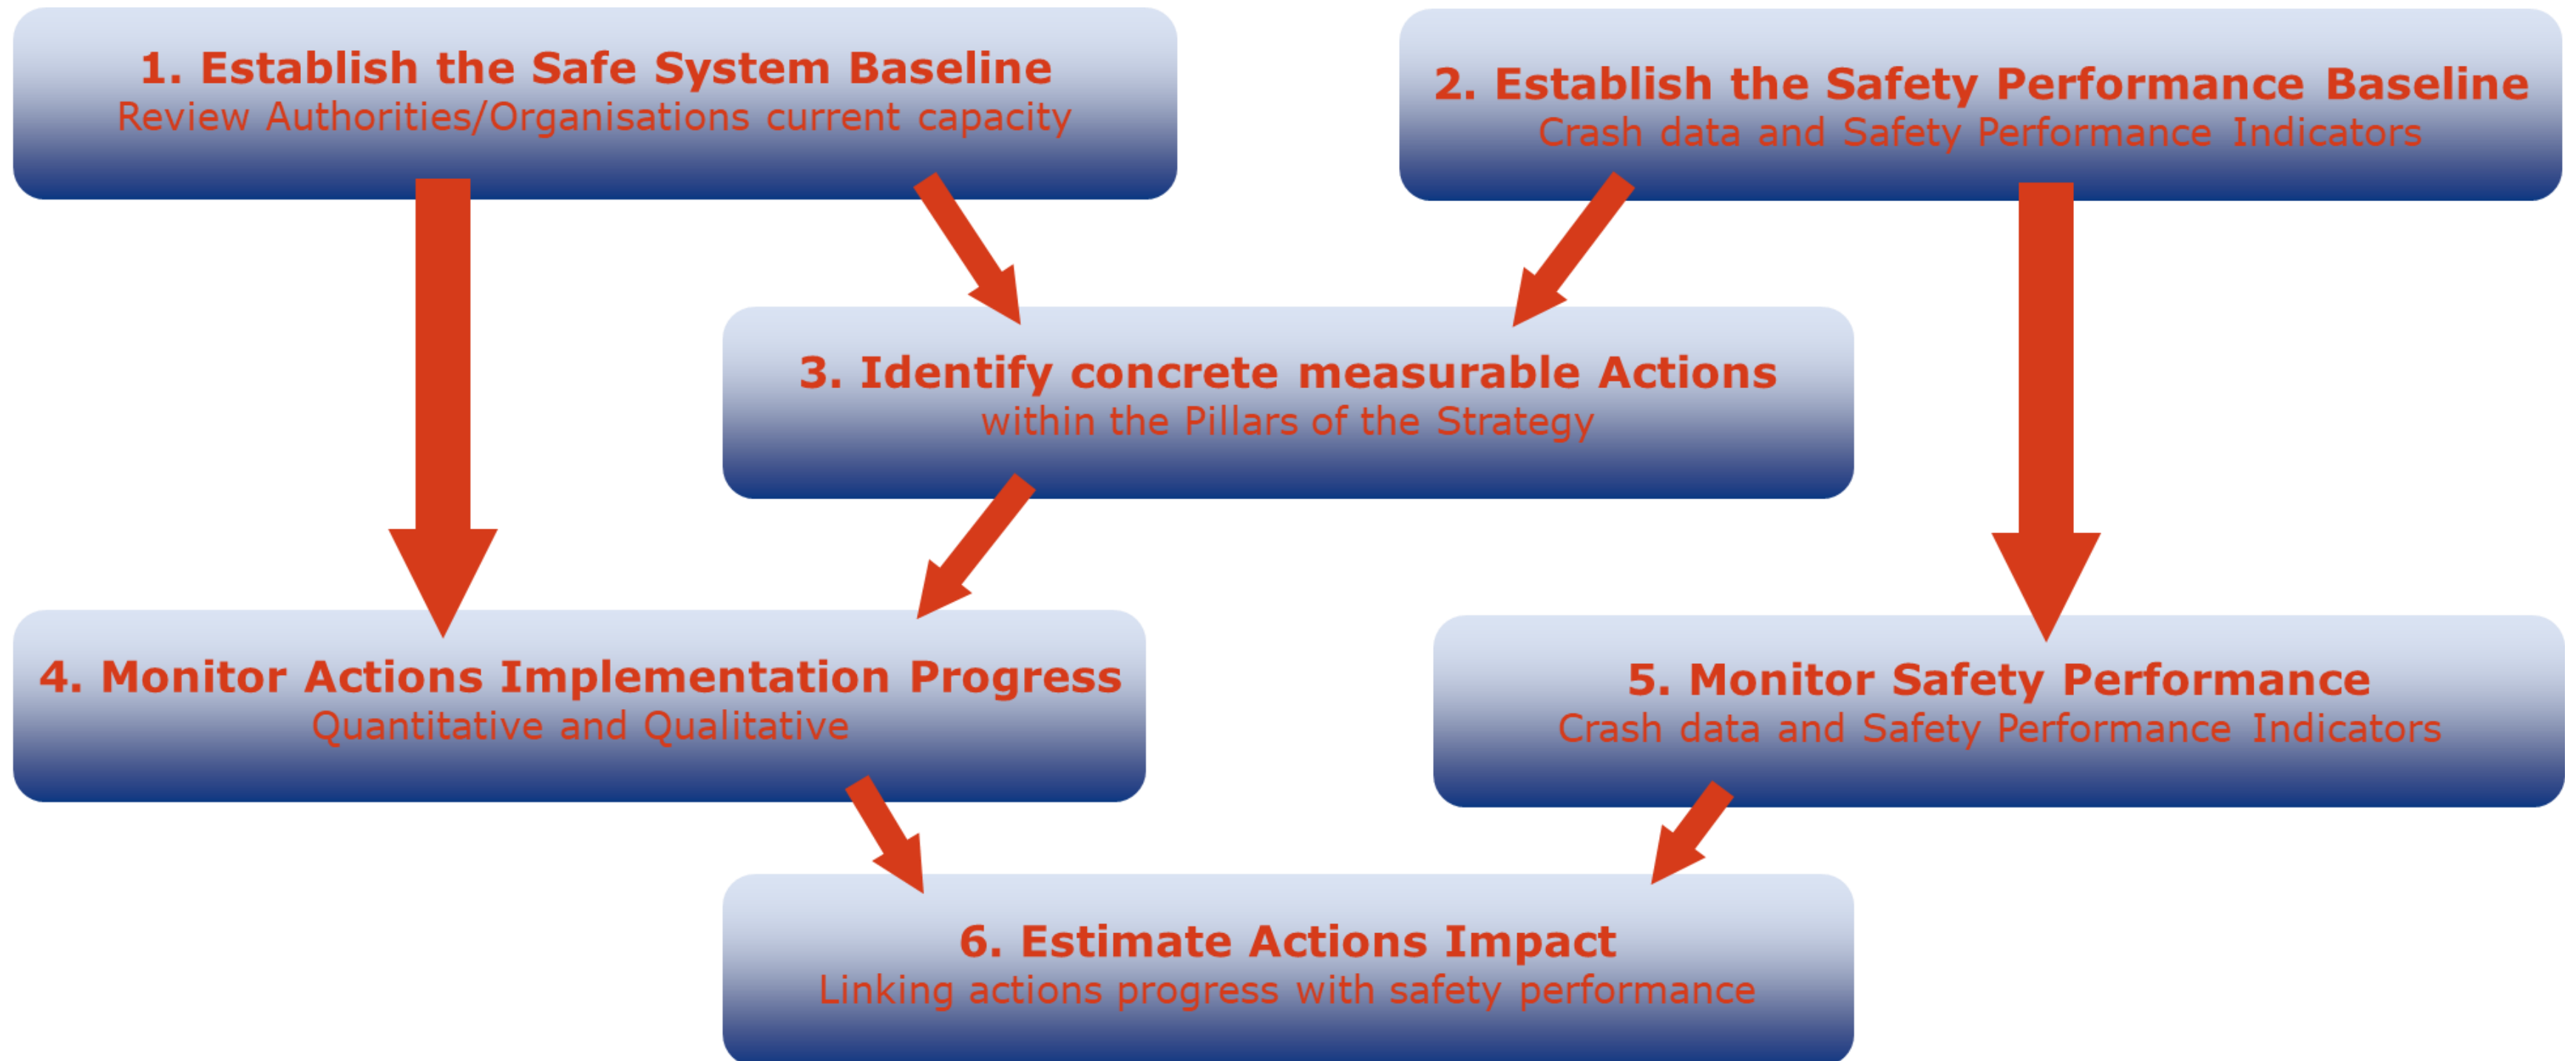 1. Establish the Safe System Baseline
Review Authorities/Organisations current capacity
2. Establish the Safety Performance Baseline
Crash data and Safety Performance Indicators
3. Identify concrete measurable Actions
within the Pillars of the Strategy
4. Monitor Actions Implementation Progress
Quantitative and Qualitative
5. Monitor Safety Performance
Crash data and Safety Performance Indicators
6. Estimate Actions Impact
Linking actions progress with safety performance